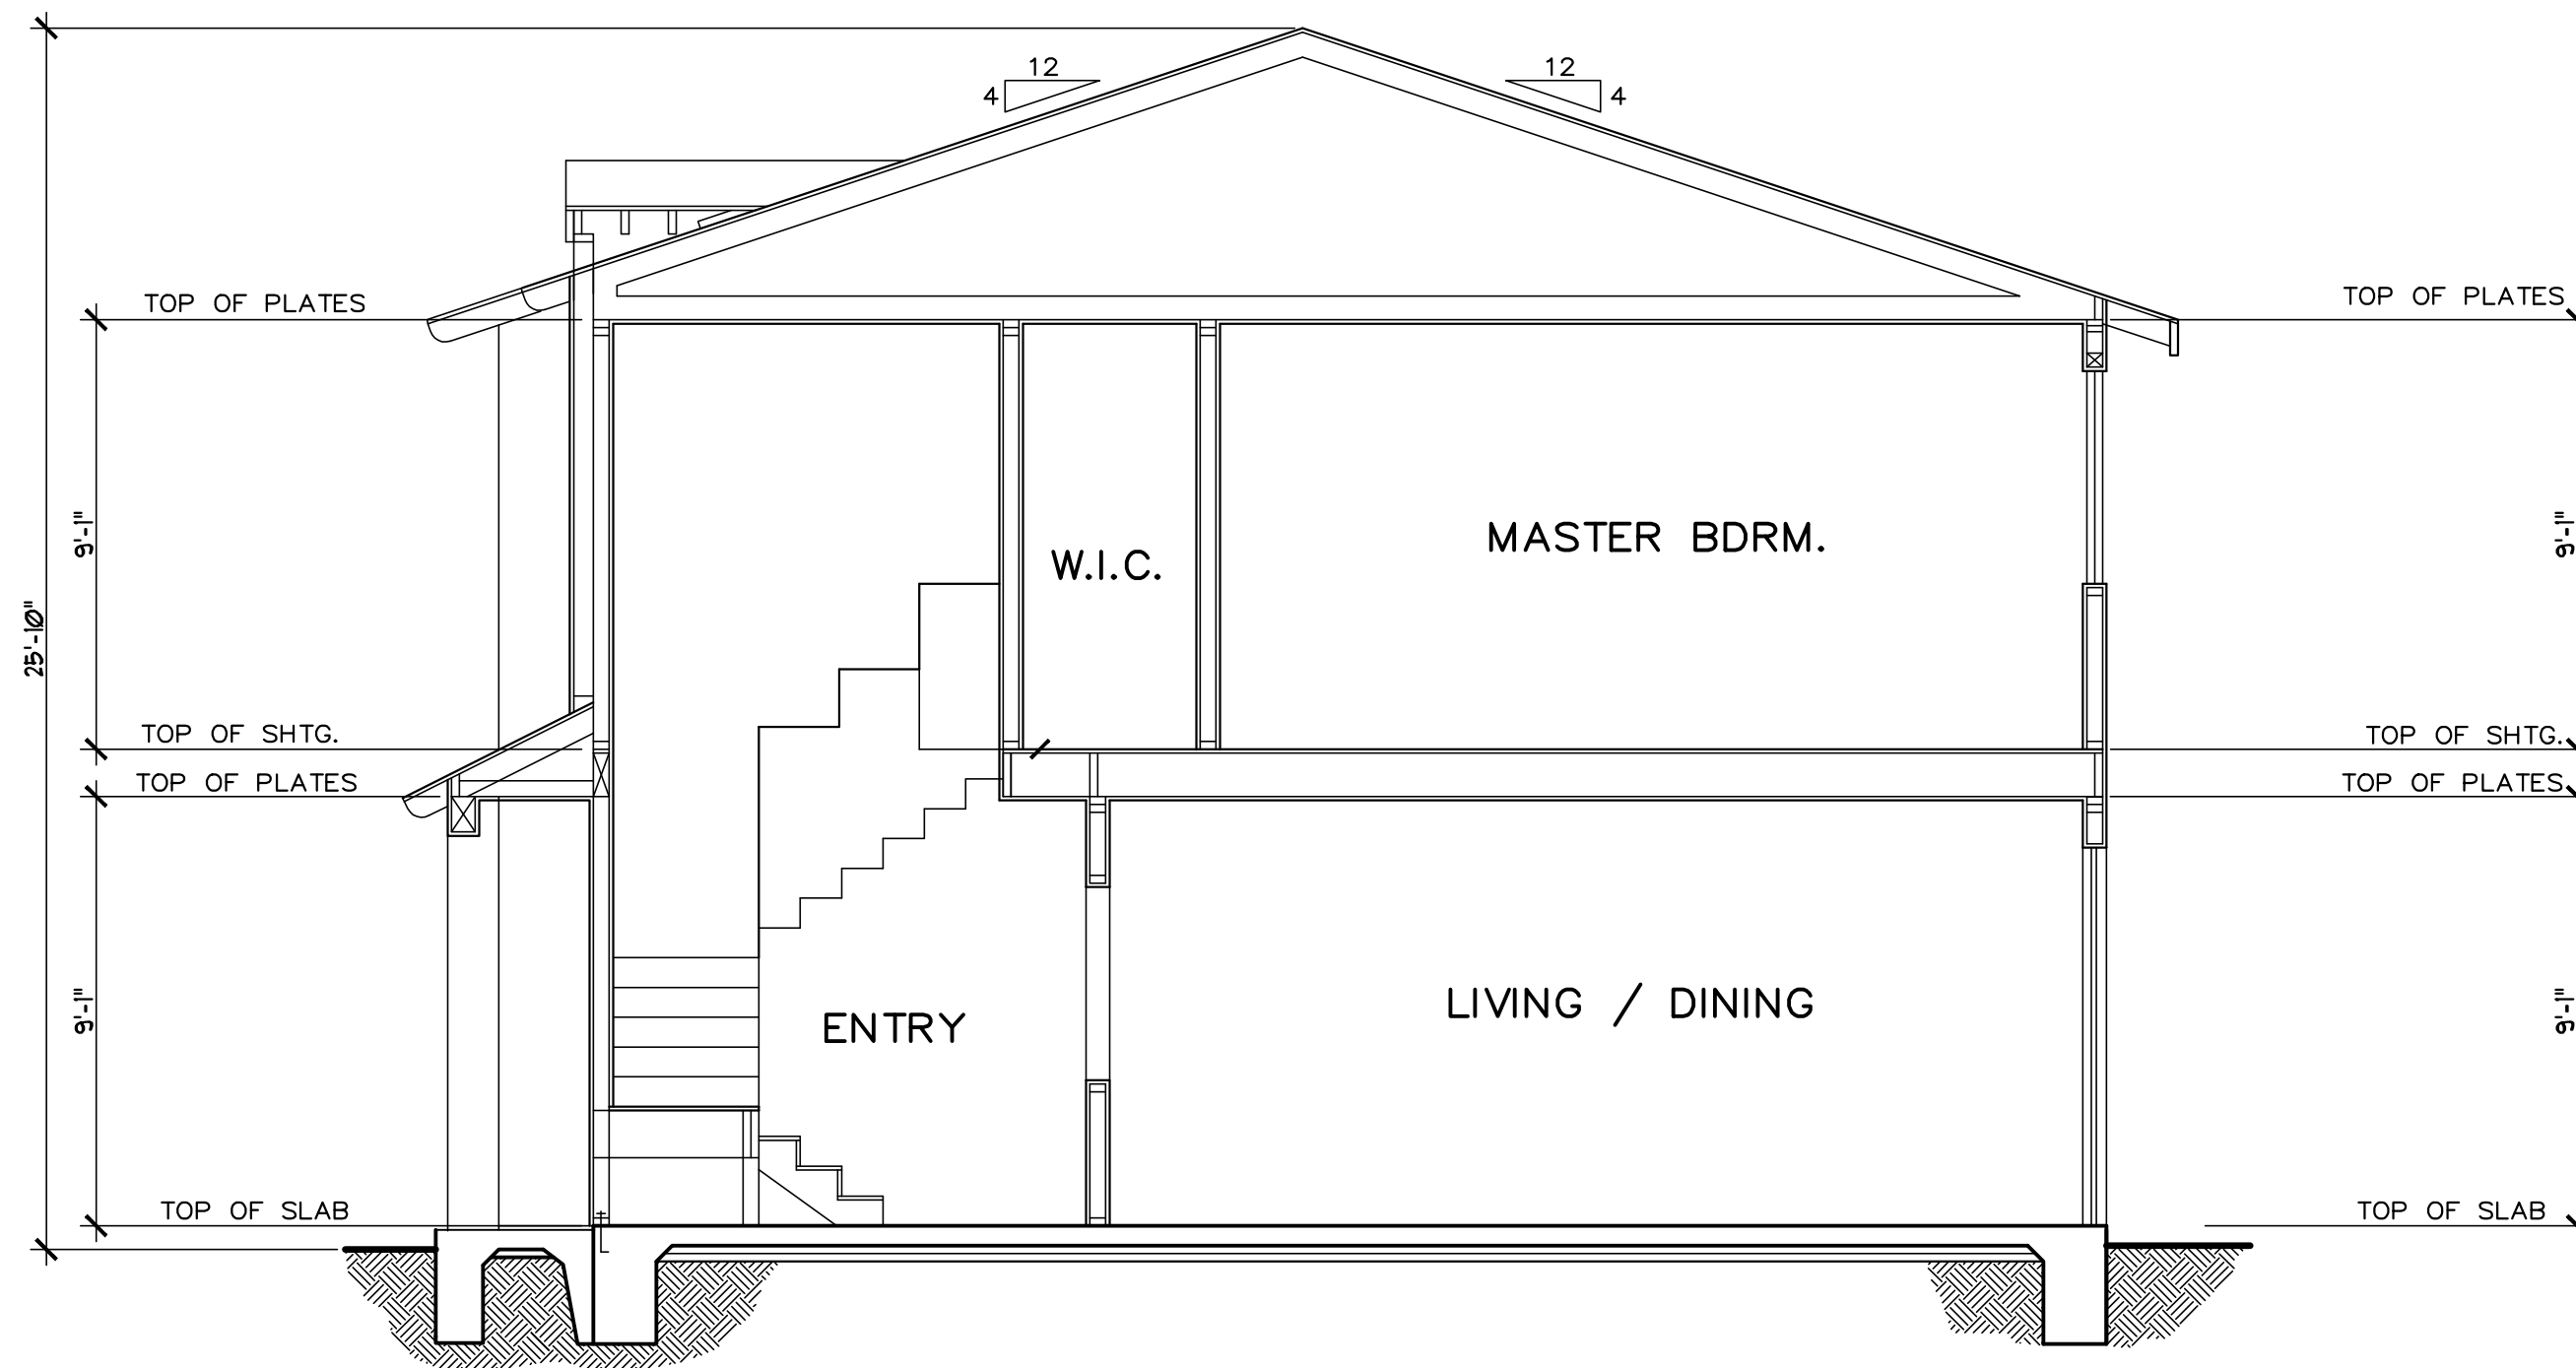 12
4
12
4
TOP OF PLATES
TOP OF PLATES
9'-1"
W.I.C.
MASTER BDRM.
9'-1"
25'-10"
TOP OF SHTG.
TOP OF SHTG.
TOP OF PLATES
TOP OF PLATES
9'-1"
ENTRY
LIVING / DINING
9'-1"
TOP OF SLAB
TOP OF SLAB